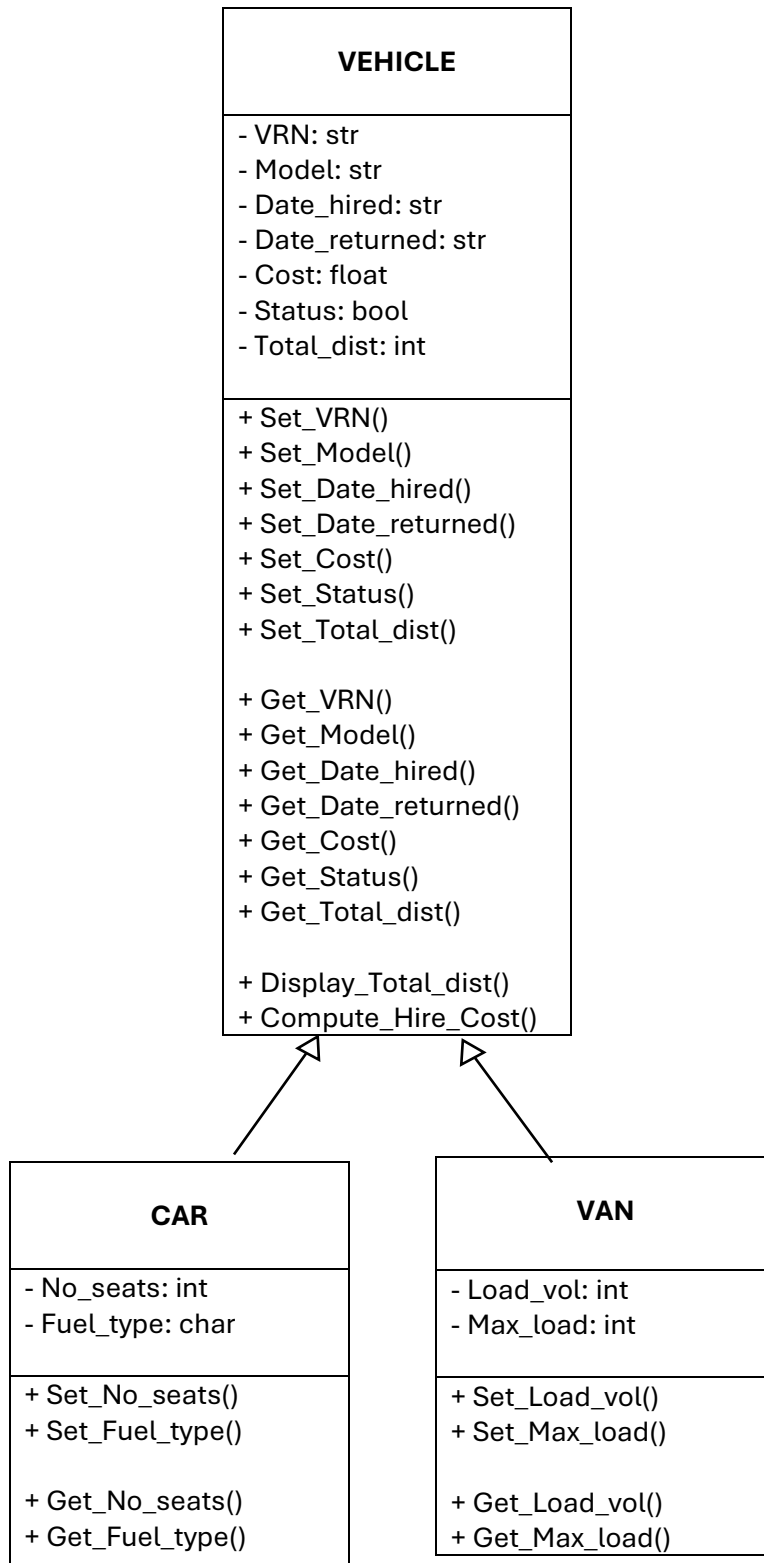 VEHICLE
- VRN: str
- Model: str
- Date_hired: str
- Date_returned: str
- Cost: float
- Status: bool
- Total_dist: int
+ Set_VRN()
+ Set_Model()
+ Set_Date_hired()
+ Set_Date_returned()
+ Set_Cost()
+ Set_Status()
+ Set_Total_dist()
+ Get_VRN()
+ Get_Model()
+ Get_Date_hired()
+ Get_Date_returned()
+ Get_Cost()
+ Get_Status()
+ Get_Total_dist()
+ Display_Total_dist()
+ Compute_Hire_Cost()
CAR
- No_seats: int
- Fuel_type: char
+ Set_No_seats()
+ Set_Fuel_type()
+ Get_No_seats()
+ Get_Fuel_type()
VAN
- Load_vol: int
- Max_load: int
+ Set_Load_vol()
+ Set_Max_load()
+ Get_Load_vol()
+ Get_Max_load()